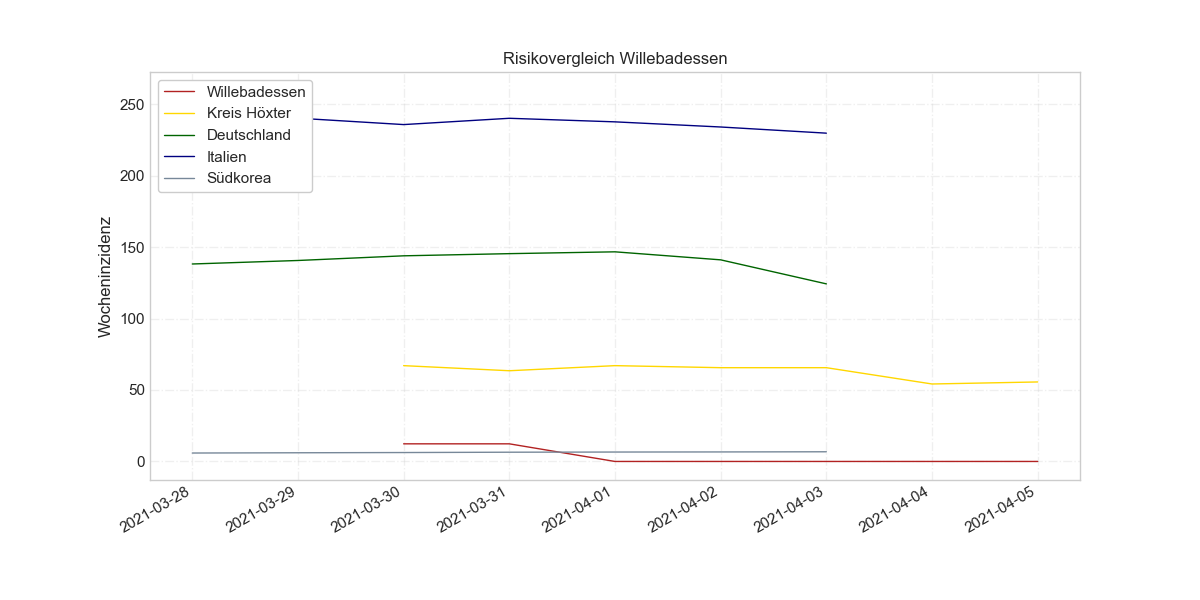 Risikovergleich Willebadessen
Willebadessen
Kreis Höxter
Deutschland
Italien
Südkorea
Wocheninzidenz
250
200
150
100
50
0
2021-03-28
2021-03-29
2021-03-30
2021-03-31
2021-04-01
2021-04-02
2021-04-03
2021-04-04
2021-04-05